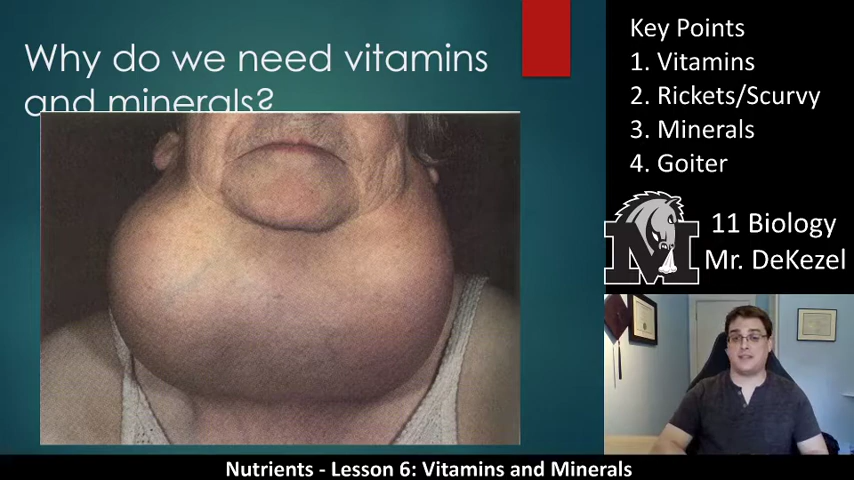 Why do we need vitamins
and minerals?
Key Points
1. Vitamins
2. Rickets/Scurvy
3. Minerals
4. Goiter
M
11 Biology
Mr. DeKezel
Nutrients - Lesson 6: Vitamins and Minerals